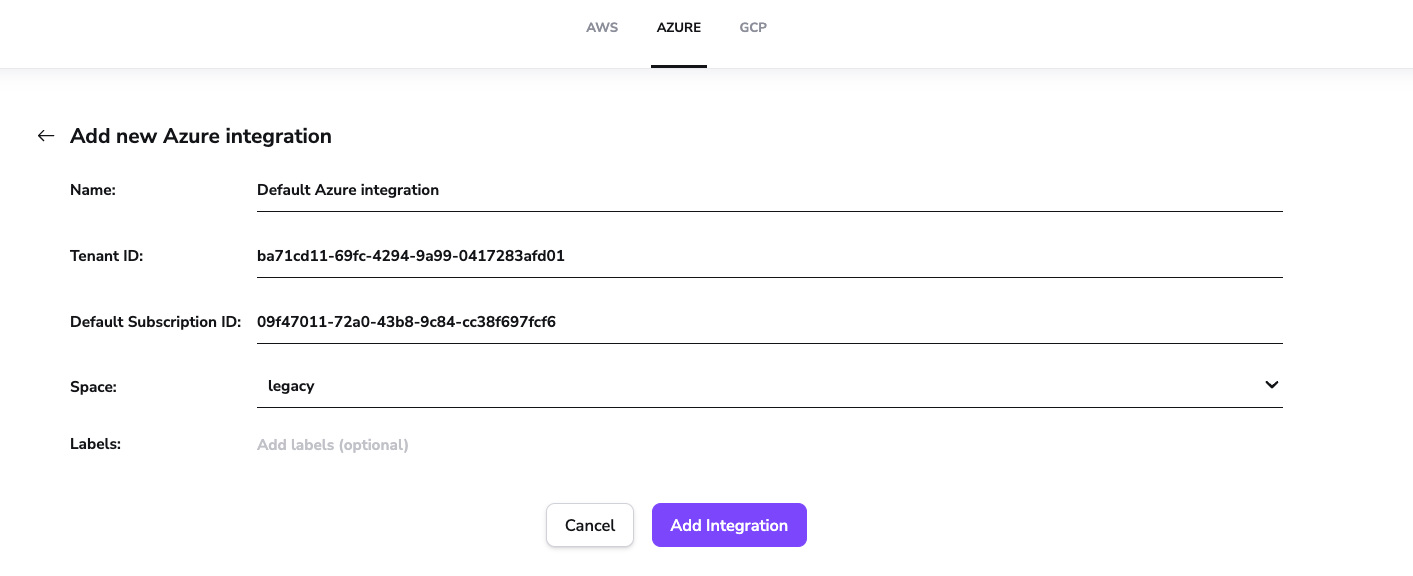 AWS AZURE GCP
Add new Azure integration
Name: Default Azure integration
Tenant ID: ba71cd11-69fc-4294-9a99-0417283afd01
Default Subscription ID: 09f47011-72a0-43b8-9c84-cc38f697fcf6
Space: legacy
Labels: Add labels (optional)
Cancel Add Integration